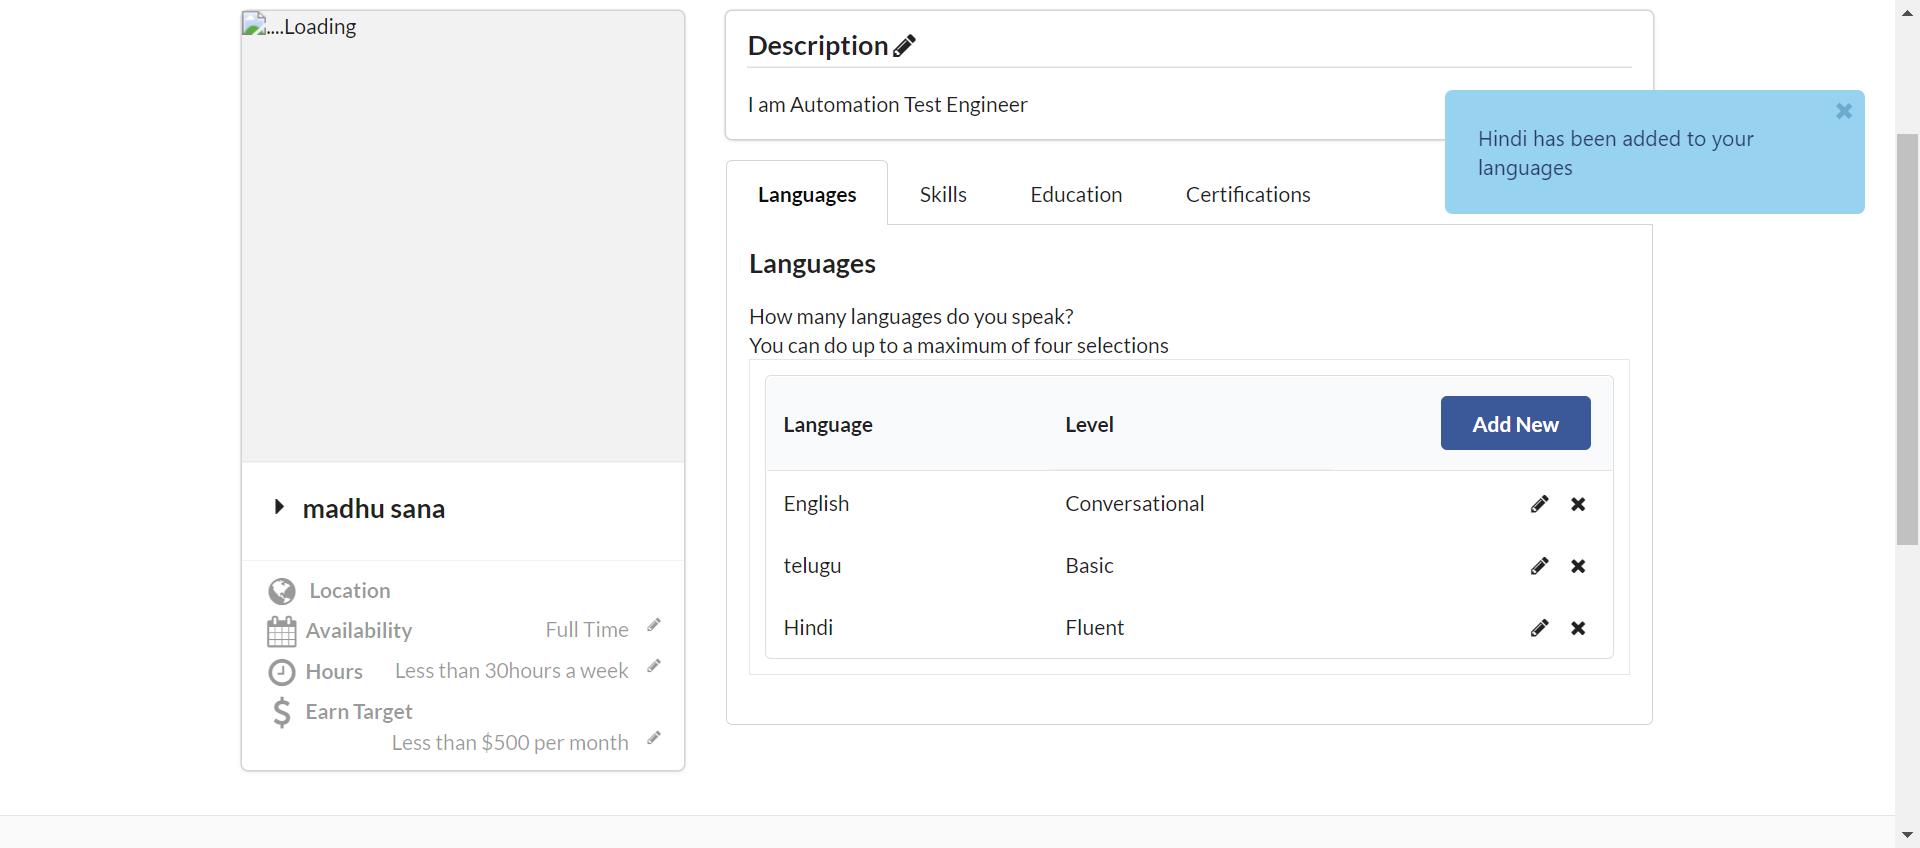 ....Loading
madhu sana
Location
Availability Full Time
Hours Less than 30hours a week
Earn Target
Less than $500 per month
Description
I am Automation Test Engineer
Hindi has been added to your
languages
Languages Skills Education Certifications
Languages
How many languages do you speak?
You can do up to a maximum of four selections
Language Level Add New
English Conversational
telugu Basic
Hindi Fluent